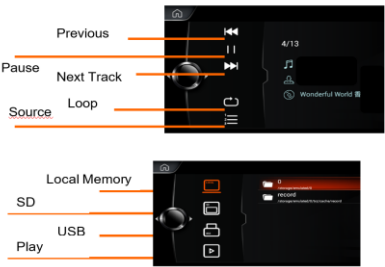 Previous
4/13
Pause
Next Track
Wonderful World
Loop
Source
Local Memory
0
record
SD
USB
Play